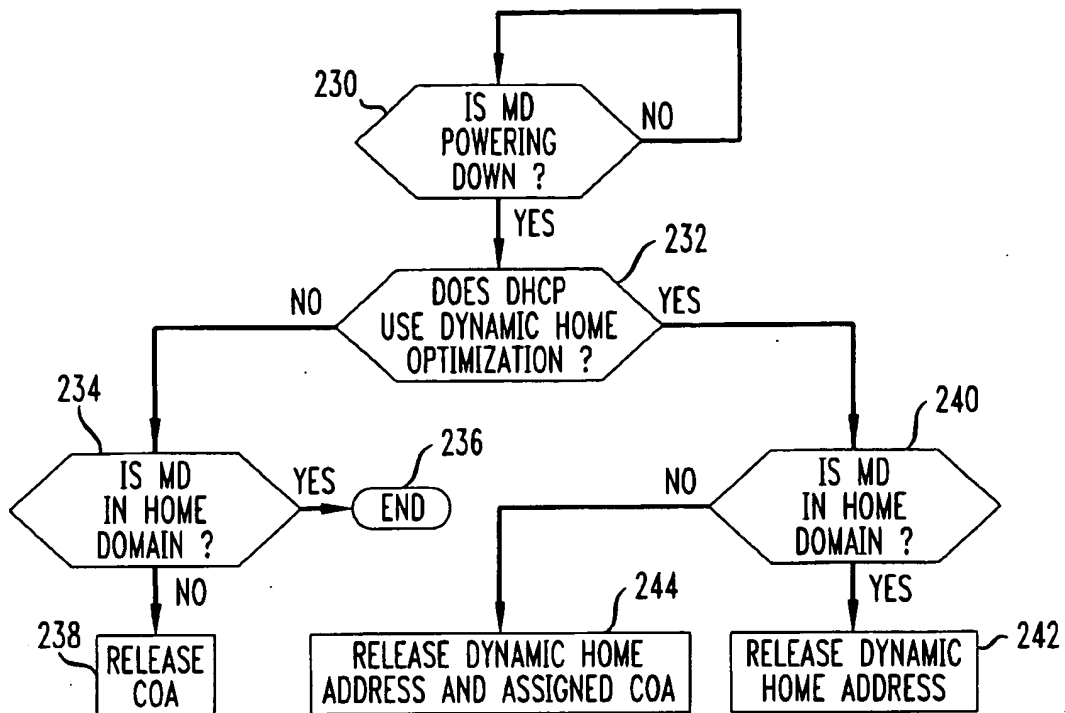 230
IS MD
POWERING
DOWN ?
NO
YES
232
DOES DHCP
USE DYNAMIC HOME
OPTIMIZATION ?
NO
YES
234
IS MD
IN HOME
DOMAIN ?
YES
236
END
NO
238
RELEASE
COA
240
IS MD
IN HOME
DOMAIN ?
NO
YES
244
RELEASE DYNAMIC HOME
ADDRESS AND ASSIGNED COA
242
RELEASE DYNAMIC
HOME ADDRESS